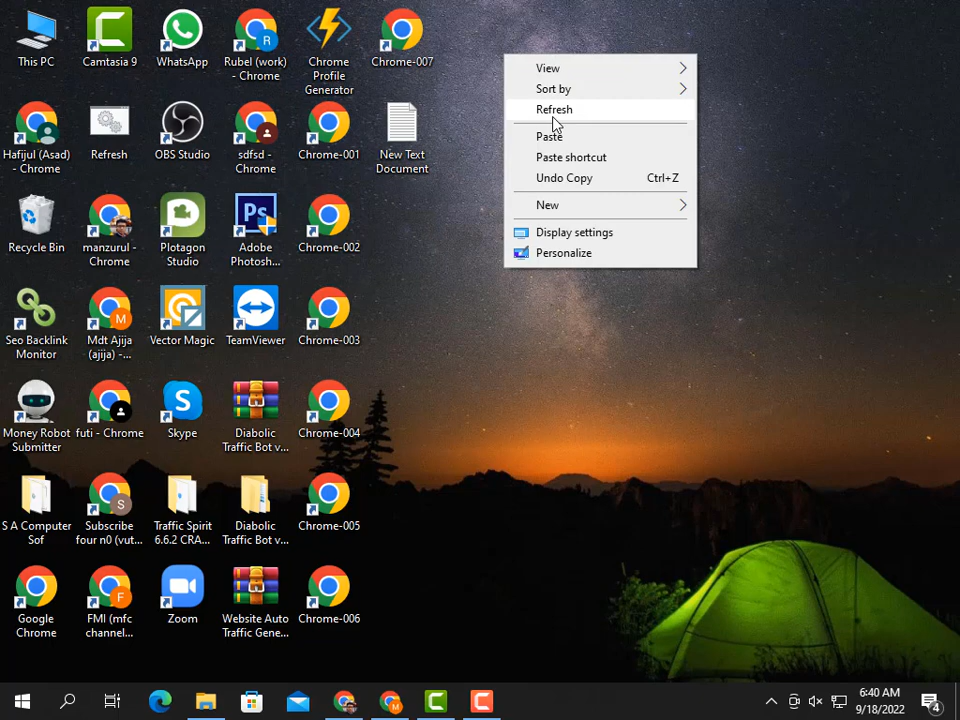 This PC
Camtasia 9
WhatsApp
Rubel (work)
- Chrome
Chrome
Profile
Generator
Chrome-007
Hafijul (Asad)
- Chrome
Refresh
OBS Studio
sdfsd -
Chrome
Chrome-001
New Text
Document
Recycle Bin
manzurul -
Chrome
Plotagon
Studio
Ps
Adobe
Photosh...
Chrome-002
Seo Backlink
Monitor
M
Mdt Ajija
(ajija) -...
Vector Magic
TeamViewer
Chrome-003
Money Robot
Submitter
futi - Chrome
S
Skype
Diabolic
Traffic Bot v...
Chrome-004
S A Computer
Sof
S
Subscribe
four n0 (vut...
Traffic Spirit
6.6.2 CRA...
Diabolic
Traffic Bot v...
Chrome-005
Google
Chrome
F
FMI (mfc
channel...
Zoom
Website Auto
Traffic Gene...
Chrome-006
R
View
Sort by
Refresh
Paste
Paste shortcut
Undo Copy Ctrl+Z
New
Display settings
Personalize
M
6:40 AM
9/18/2022
4